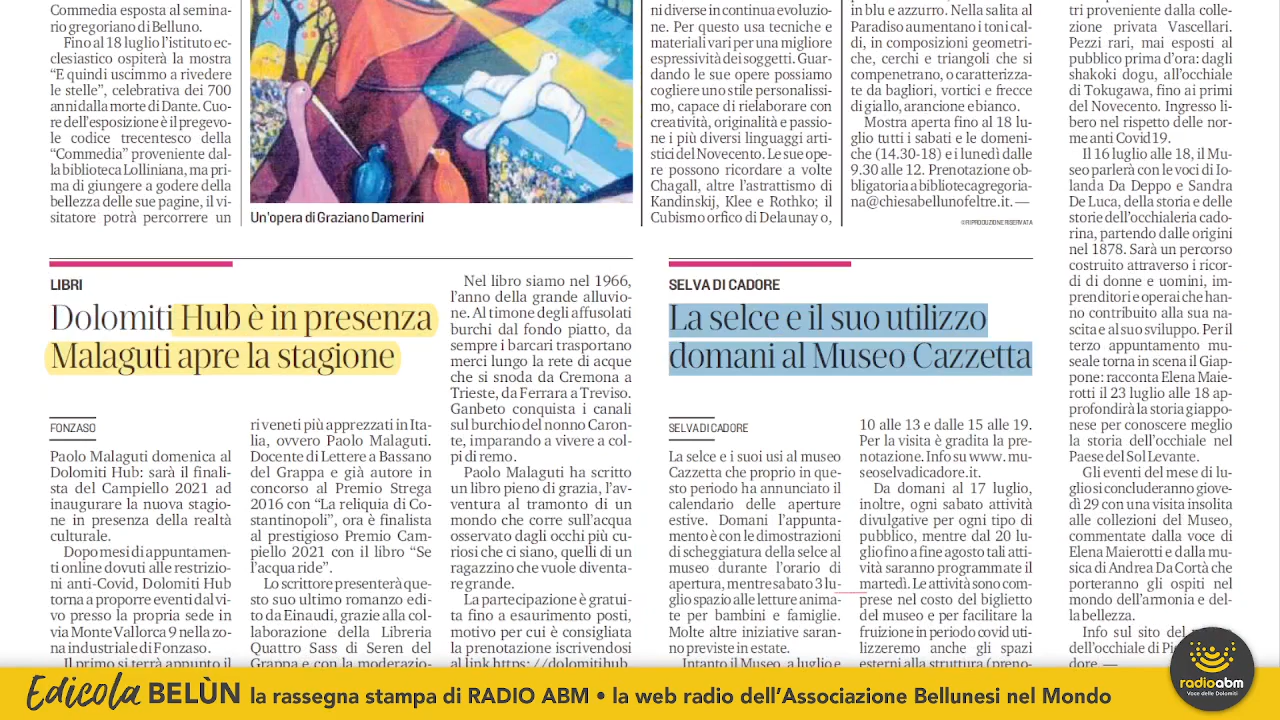 Commedia esposta al semina-
rio gregoriano di Belluno.
Fino al 18 luglio l'istituto ec-
clesiastico ospiterà la mostra
“E quindi uscimmo a rivedere
le stelle”, celebrativa dei 700
anni dalla morte di Dante. Cuo-
re dell'esposizione è il pregevo-
le codice trecentesco della
“Commedia” proveniente dal-
la biblioteca Lolliniana, ma pri-
ma di giungere a godere della
bellezza delle sue pagine, il vi-
sitatore potrà percorrere un
Un'opera di Graziano Damerini
ni diverse in continua evoluzio-
ne. Per questo usa tecniche e
materiali vari per una migliore
espressività dei soggetti. Guar-
dando le sue opere possiamo
cogliere uno stile personalissi-
mo, capace di rielaborare con
creatività, originalità e passio-
ne i più diversi linguaggi arti-
stici del Novecento. Le sue ope-
re possono ricordare a volte
Chagall, altre l'astrattismo di
Kandinskij, Klee e Rothko; il
Cubismo orfico di Delaunay o,
in blu e azzurro. Nella salita al
Paradiso aumentano i toni cal-
di, in composizioni geometri-
che, cerchi e triangoli che si
compenetrano, o caratterizza-
te da bagliori, vortici e frecce
di giallo, arancione e bianco.
Mostra aperta fino al 18 lu-
glio tutti i sabati e le domeni-
che (14.30-18) e i lunedì dalle
9.30 alle 12. Prenotazione ob-
bligatoria a bibliotecagregoria-
na@chiesabellunofeltre.it. —
©RIPRODUZIONE RISERVATA
LIBRI
Dolomiti Hub è in presenza
Malaguti apre la stagione
FONZASO
Paolo Malaguti domenica al
Dolomiti Hub: sarà il finali-
sta del Campiello 2021 ad
inaugurare la nuova stagio-
ne in presenza della realtà
culturale.
Dopo mesi di appuntamen-
ti online dovuti alle restrizio-
ni anti-Covid, Dolomiti Hub
torna a proporre eventi dal vi-
vo presso la propria sede in
via Monte Vallorca 9 nella zo-
na industriale di Fonzaso.
Il primo si terrà appunto il
ri veneti più apprezzati in Ita-
lia, ovvero Paolo Malaguti.
Docente di Lettere a Bassano
del Grappa e già autore in
concorso al Premio Strega
2016 con “La reliquia di Co-
stantinopoli”, ora è finalista
al prestigioso Premio Cam-
piello 2021 con il libro “Se
l'acqua ride”.
Lo scrittore presenterà que-
sto suo ultimo romanzo edi-
to da Einaudi, grazie alla col-
laborazione della Libreria
Quattro Sass di Seren del
Grappa e con la moderazio-
Nel libro siamo nel 1966,
l'anno della grande alluvio-
ne. Al timone degli affusolati
burchi dal fondo piatto, da
sempre i barcari trasportano
merci lungo la rete di acque
che si snoda da Cremona a
Trieste, da Ferrara a Treviso.
Ganbeto conquista i canali
sul burchio del nonno Caron-
te, imparando a vivere a col-
pi di remo.
Paolo Malaguti ha scritto
un libro pieno di grazia, l'av-
ventura al tramonto di un
mondo che corre sull'acqua
osservato dagli occhi più cu-
riosi che ci siano, quelli di un
ragazzino che vuole diventa-
re grande.
La partecipazione è gratui-
ta fino a esaurimento posti,
motivo per cui è consigliata
la prenotazione iscrivendosi
al link https://dolomitihub.
SELVA DI CADORE
La selce e il suo utilizzo
domani al Museo Cazzetta
SELVA DI CADORE
La selce e i suoi usi al museo
Cazzetta che proprio in que-
sto periodo ha annunciato il
calendario delle aperture
estive. Domani l'appunta-
mento è con le dimostrazioni
di scheggiatura della selce al
museo durante l'orario di
apertura, mentre sabato 3 lu-
glio spazio alle letture anima-
te per bambini e famiglie.
Molte altre iniziative saran-
no previste in estate.
Intanto il Museo, a luglio e
10 alle 13 e dalle 15 alle 19.
Per la visita è gradita la pre-
notazione. Info su www.mu-
seoselvadicadore.it.
Da domani al 17 luglio,
inoltre, ogni sabato attività
divulgative per ogni tipo di
pubblico, mentre dal 20 lu-
glio fino a fine agosto tali atti-
vità saranno programmate il
martedì. Le attività sono com-
prese nel costo del biglietto
del museo e per facilitare la
fruizione in periodo covid uti-
lizzeremo anche gli spazi
esterni alla struttura (preno-
tri proveniente dalla colle-
zione privata Vascellari.
Pezzi rari, mai esposti al
pubblico prima d'ora: dagli
shakoki dogu, all'occhiale
di Tokugawa, fino ai primi
del Novecento. Ingresso li-
bero nel rispetto delle nor-
me anti Covid 19.
Il 16 luglio alle 18, il Mu-
seo parlerà con le voci di Io-
landa Da Deppo e Sandra
De Luca, della storia e delle
storie dell'occhialeria cado-
rina, partendo dalle origini
nel 1878. Sarà un percorso
costruito attraverso i ricor-
di di donne e uomini, im-
prenditori e operai che han-
no contribuito alla sua na-
scita e al suo sviluppo. Per il
terzo appuntamento mu-
seale torna in scena il Giap-
pone: racconta Elena Maie-
rotti il 23 luglio alle 18 ap-
profondirà la storia giappo-
nese per conoscere meglio
la storia dell'occhiale nel
Paese del Sol Levante.
Gli eventi del mese di lu-
glio si concluderanno giove-
dì 29 con una visita insolita
alle collezioni del Museo,
commentate dalla voce di
Elena Maierotti e dalla mu-
sica di Andrea Da Cortà che
porteranno gli ospiti nel
mondo dell'armonia e del-
la bellezza.
Info sul sito del
dell'occhiale di
dore —
radioabm
Voce delle Dolomiti
Edicola BELÙN la rassegna stampa di RADIO ABM • la web radio dell'Associazione Bellunesi nel Mondo